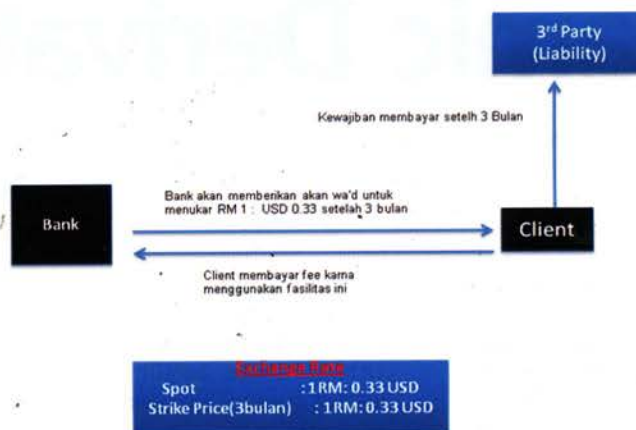 3rd Party
(Liability)
Kewajiban membayar setelh 3 Bulan
Bank akan memberikan akan wa'd untuk
menukar RM 1 : USD 0.33 setelah 3 bulan
Bank
Client
Client membayar fee karna
menggunakan fasilitas ini
Exchange Rate
Spot :1RM: 0.33 USD
Strike Price(3bulan) : 1RM: 0.33 USD